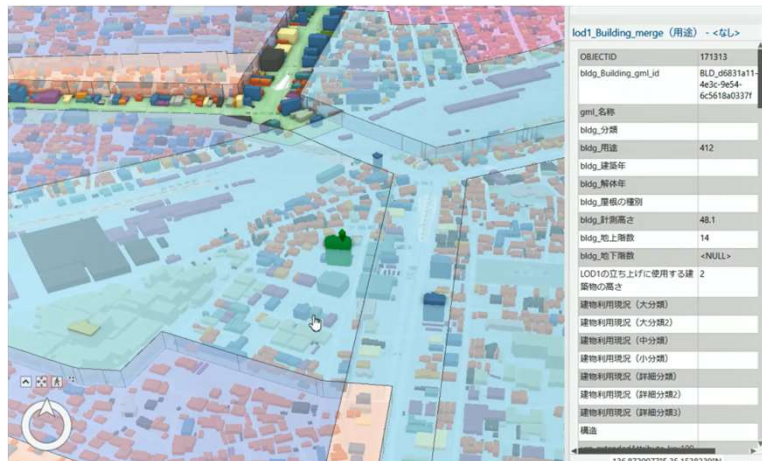 lod1_Building_merge（用途） - <なし>
OBJECTID 171313
bldg_Building_gml_id BLD_d6831a11-
4e3c-9e54-
6c5618a0337f
gml_名称
bldg_分類
bldg_用途 412
bldg_建築年
bldg_解体年
bldg_屋根の種別
bldg_計測高さ 48.1
bldg_地上階数 14
bldg_地下階数 <NULL>
LOD1の立ち上げに使用する建 2
築物の高さ
建物利用現況（大分類）
建物利用現況（大分類2）
建物利用現況（中分類）
建物利用現況（小分類）
建物利用現況（詳細分類）
建物利用現況（詳細分類2）
建物利用現況（詳細分類3）
構造